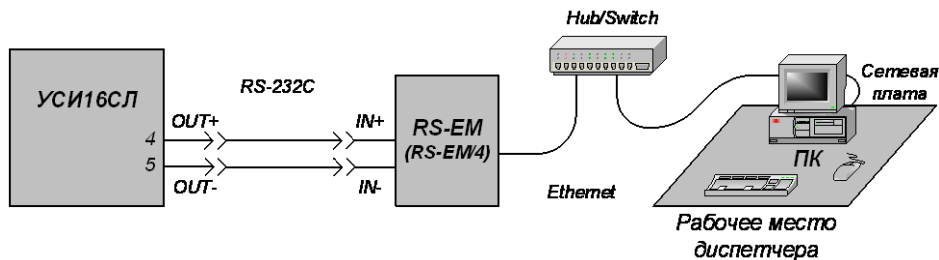 Hub/Switch
УСИ16СЛ
RS-232C
Сетевая
плата
4
OUT+
IN+
RS-EM
(RS-EM/4)
5
OUT-
IN-
ПК
Ethernet
Рабочее место
диспетчера